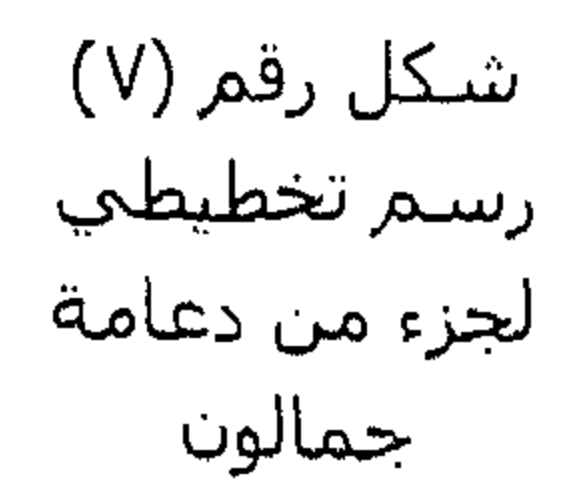 شكل رقم (٧)
رسم تخطيطي
لجزء من دعامة
جمالون